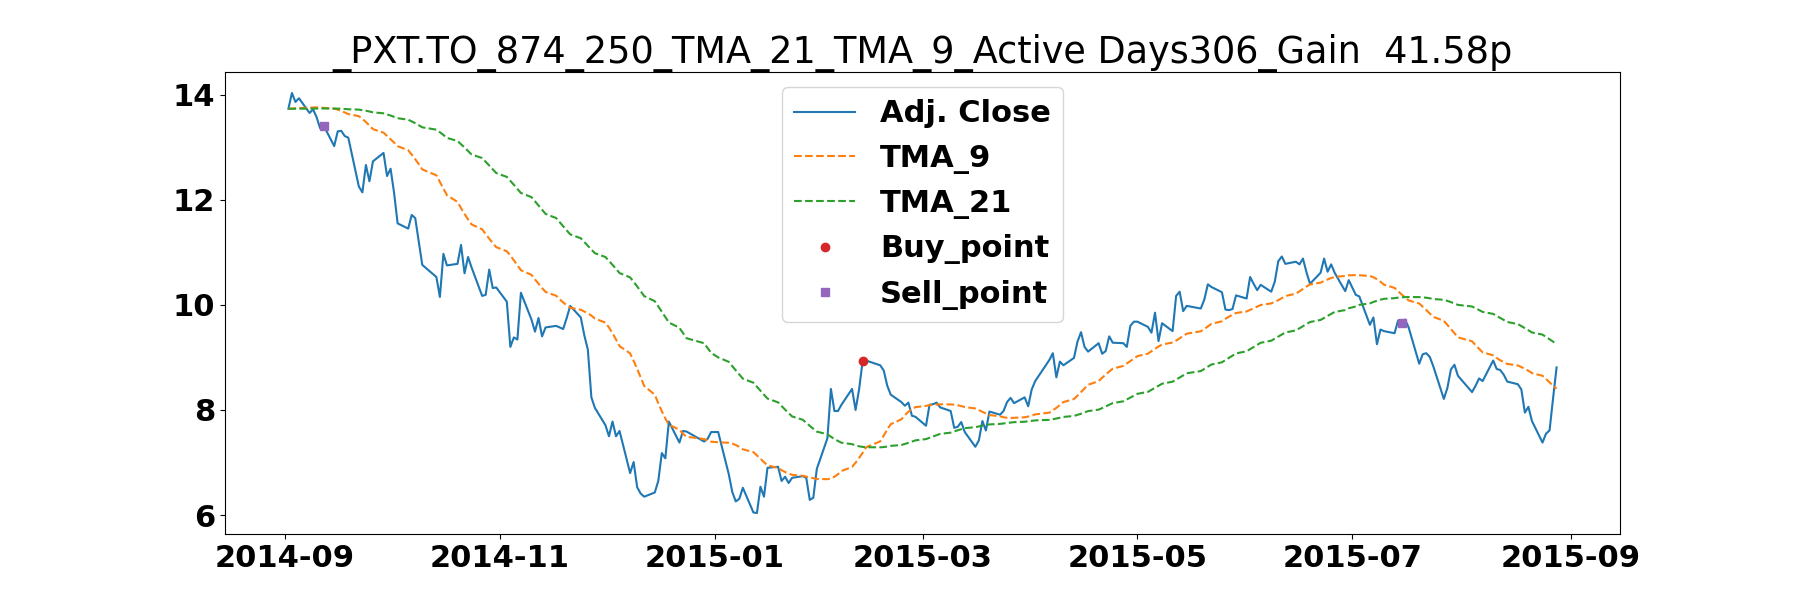 _PXT.TO_874_250_TMA_21_TMA_9_Active Days306_Gain  41.58p
14
12
10
8
6
Adj. Close
TMA_9
TMA_21
Buy_point
Sell_point
2014-09 2014-11 2015-01 2015-03 2015-05 2015-07 2015-09